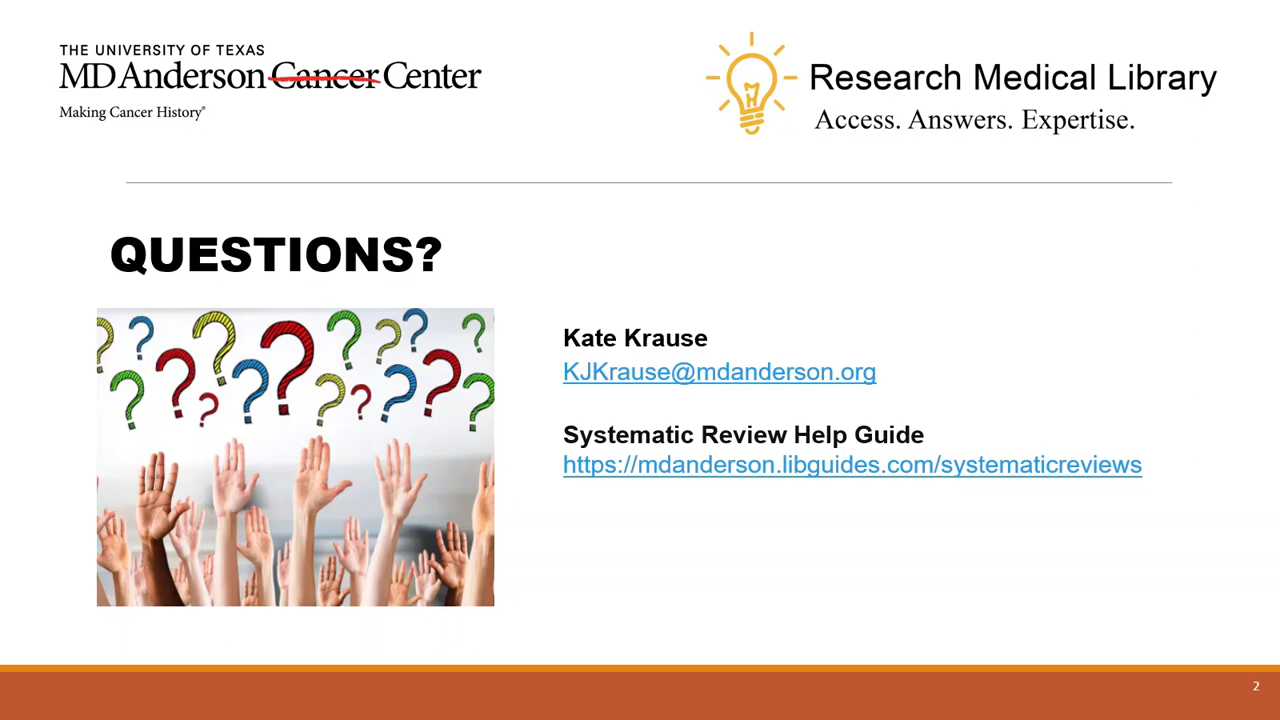 THE UNIVERSITY OF TEXAS
MD Anderson Cancer Center
Making Cancer History®
Research Medical Library
Access. Answers. Expertise.
QUESTIONS?
Kate Krause
KJKrause@mdanderson.org
Systematic Review Help Guide
https://mdanderson.libguides.com/systematicreviews
2